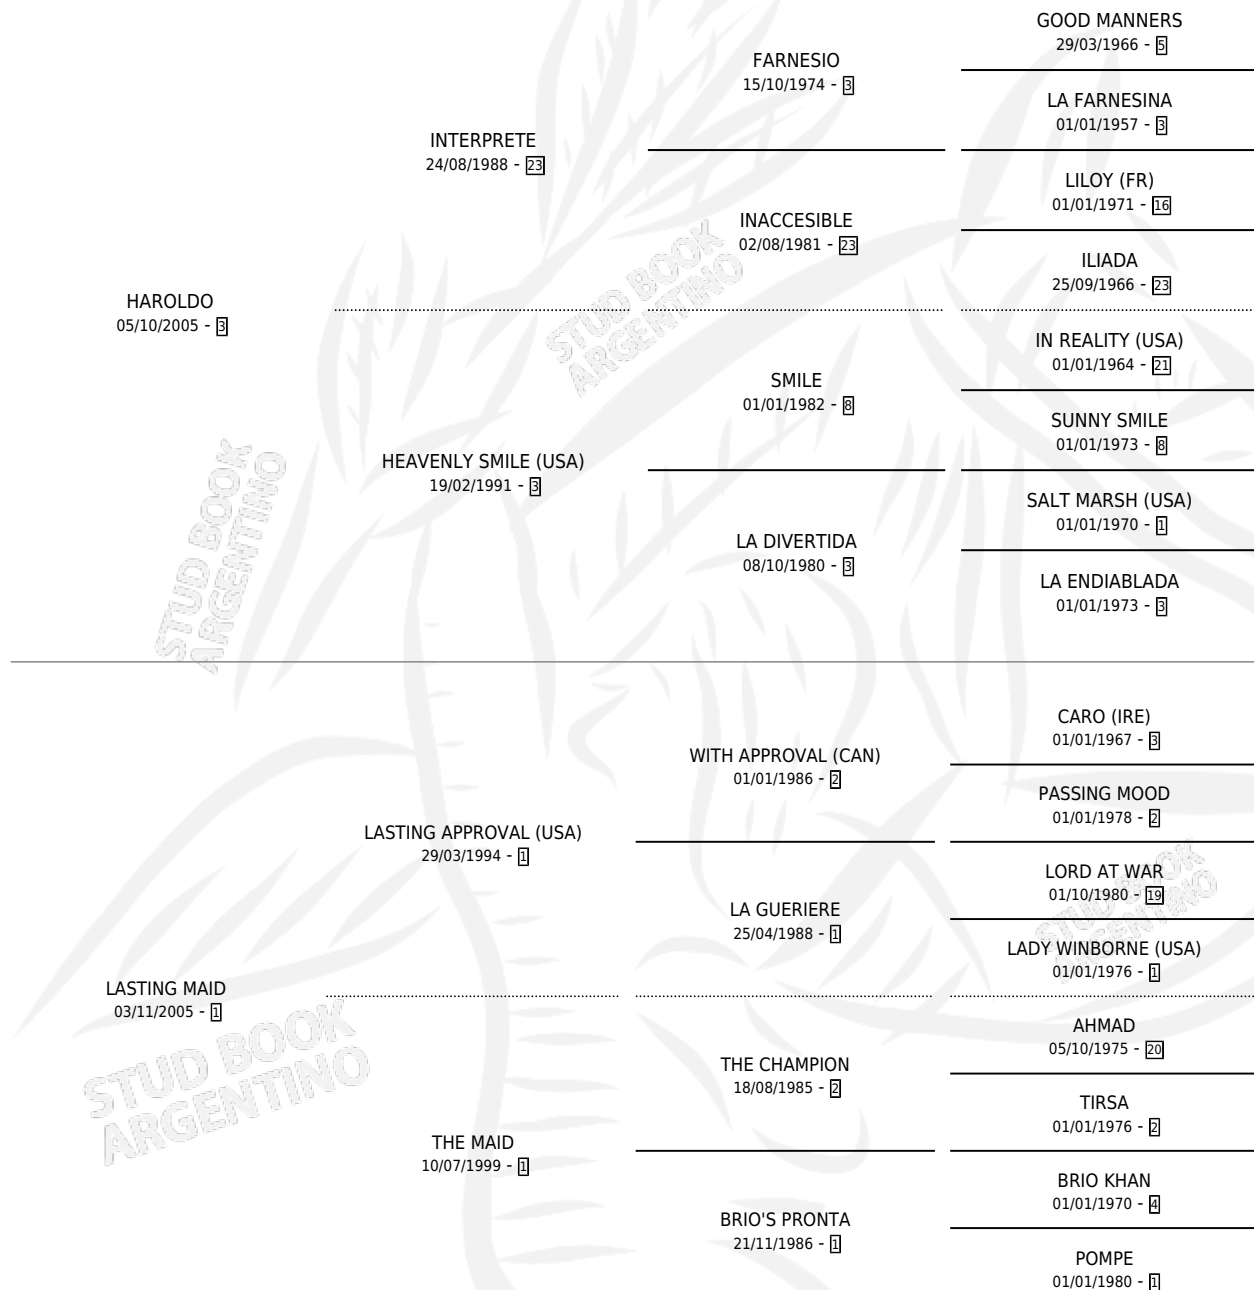 GOOD MANNERS
29/03/1966 - 5
FARNESIO
15/10/1974 - 3
LA FARNESINA
01/01/1957 - 3
INTERPRETE
24/08/1988 - 23
LILOY (FR)
01/01/1971 - 16
INACCESIBLE
02/08/1981 - 23
ILIADA
25/09/1966 - 23
HAROLDO
05/10/2005 - 3
IN REALITY (USA)
01/01/1964 - 21
SMILE
01/01/1982 - 8
SUNNY SMILE
01/01/1973 - 8
HEAVENLY SMILE (USA)
19/02/1991 - 3
SALT MARSH (USA)
01/01/1970 - 1
LA DIVERTIDA
08/10/1980 - 3
LA ENDIABLADA
01/01/1973 - 3
CARO (IRE)
01/01/1967 - 3
WITH APPROVAL (CAN)
01/01/1986 - 2
PASSING MOOD
01/01/1978 - 2
LASTING APPROVAL (USA)
29/03/1994 - 1
LORD AT WAR
01/10/1980 - 19
LA GUERIERE
25/04/1988 - 1
LADY WINBORNE (USA)
01/01/1976 - 1
LASTING MAID
03/11/2005 - 1
AHMAD
05/10/1975 - 20
THE CHAMPION
18/08/1985 - 2
TIRSA
01/01/1976 - 2
THE MAID
10/07/1999 - 1
BRIO KHAN
01/01/1970 - 4
BRIO'S PRONTA
21/11/1986 - 1
POMPE
01/01/1980 - 1
STUD BOOK
ARGENTINO
STUD BOOK
ARGENTINO
STUD BOOK
ARGENTINO
STUD BOOK
ARGENTINO